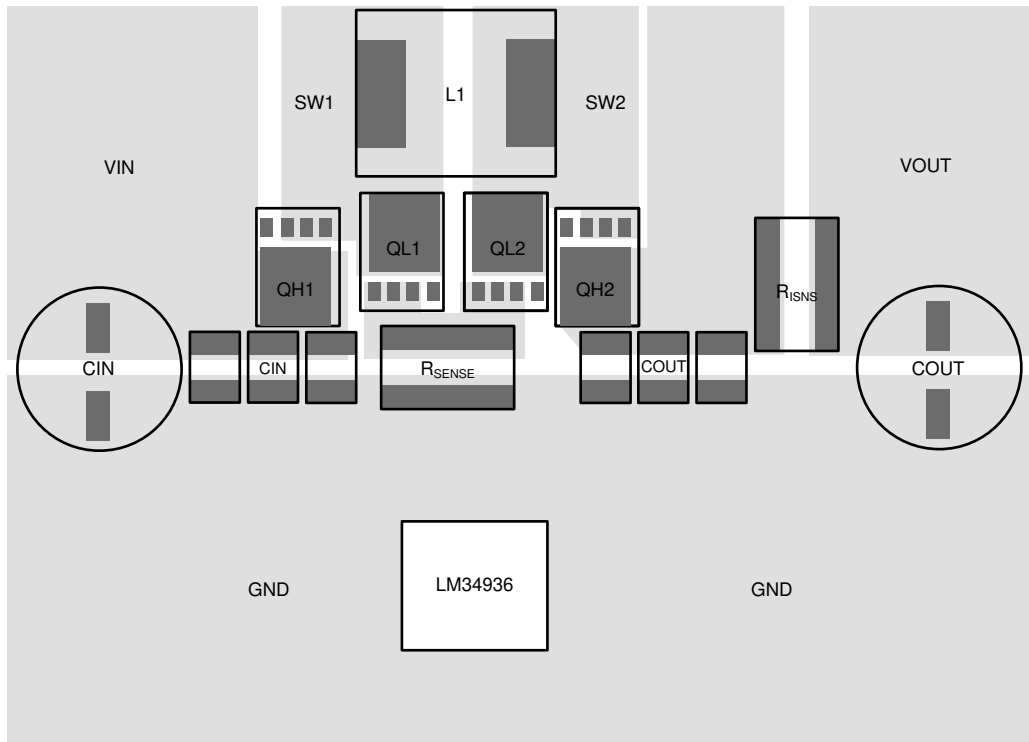 L1
SW1
SW2
VIN
VOUT
QL1
QL2
QH1
QH2
RISNS
CIN
CIN
RSENSE
COUT
COUT
LM34936
GND
GND